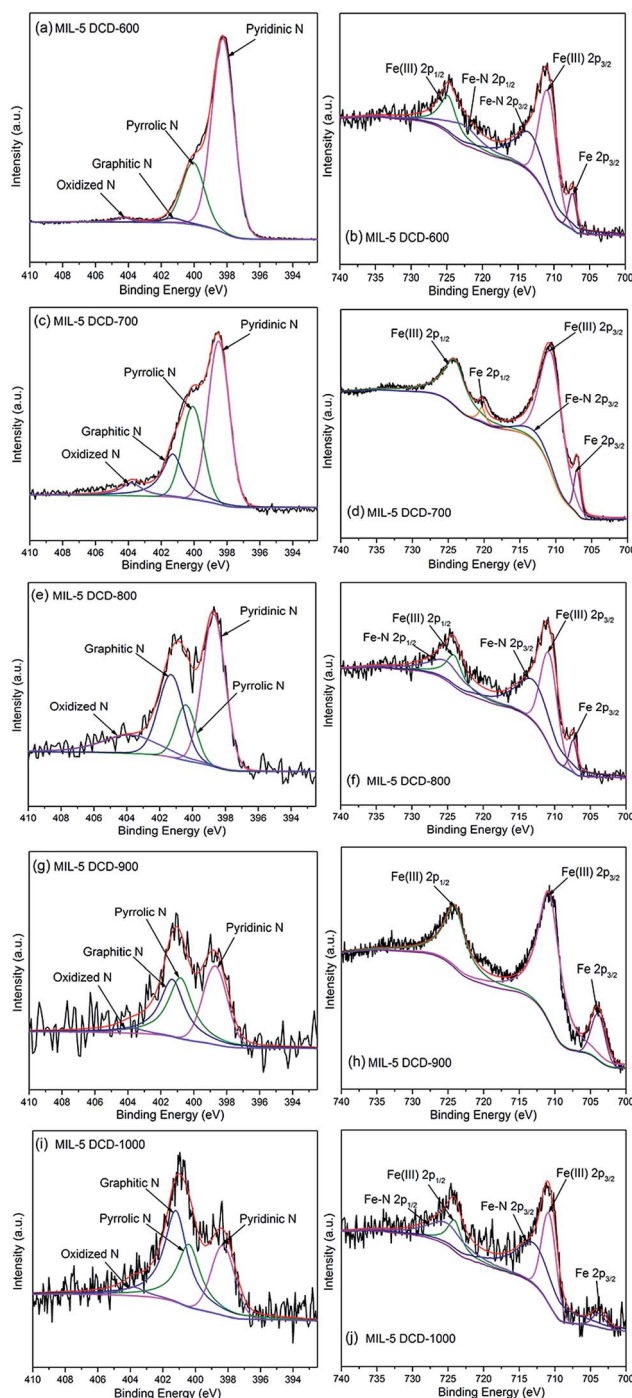 (a) MIL-5 DCD-600
Pyridinic N
Pyrrolic N
Graphitic N
Oxidized N
Intensity (a.u.)
410 408 406 404 402 400 398 396 394
Binding Energy (eV)
Fe(III) 2p1/2
Fe-N 2p1/2
Fe-N 2p3/2
Fe(III) 2p3/2
Fe 2p3/2
(b) MIL-5 DCD-600
Intensity (a.u.)
740 735 730 725 720 715 710 705 700
Binding Energy (eV)
(c) MIL-5 DCD-700
Pyridinic N
Pyrrolic N
Graphitic N
Oxidized N
Intensity (a.u.)
410 408 406 404 402 400 398 396 394
Binding Energy (eV)
Fe(III) 2p1/2
Fe 2p1/2
Fe(III) 2p3/2
Fe-N 2p3/2
Fe 2p3/2
(d) MIL-5 DCD-700
Intensity (a.u.)
740 735 730 725 720 715 710 705 700
Binding Energy (eV)
(e) MIL-5 DCD-800
Pyridinic N
Graphitic N
Pyrrolic N
Oxidized N
Intensity (a.u.)
410 408 406 404 402 400 398 396 394
Binding Energy (eV)
Fe(III) 2p1/2
Fe-N 2p1/2
Fe-N 2p3/2
Fe(III) 2p3/2
Fe 2p3/2
(f) MIL-5 DCD-800
Intensity (a.u.)
740 735 730 725 720 715 710 705 700
Binding Energy (eV)
(g) MIL-5 DCD-900
Pyrrolic N
Graphitic N
Pyridinic N
Oxidized N
Intensity (a.u.)
410 408 406 404 402 400 398 396 394
Binding Energy (eV)
Fe(III) 2p1/2
Fe(III) 2p3/2
Fe 2p3/2
(h) MIL-5 DCD-900
Intensity (a.u.)
740 735 730 725 720 715 710 705 700
Binding Energy (eV)
(i) MIL-5 DCD-1000
Graphitic N
Pyrrolic N
Pyridinic N
Oxidized N
Intensity (a.u.)
410 408 406 404 402 400 398 396 394
Binding Energy (eV)
Fe(III) 2p1/2
Fe-N 2p1/2
Fe-N 2p3/2
Fe(III) 2p3/2
Fe 2p3/2
(j) MIL-5 DCD-1000
Intensity (a.u.)
740 735 730 725 720 715 710 705 700
Binding Energy (eV)